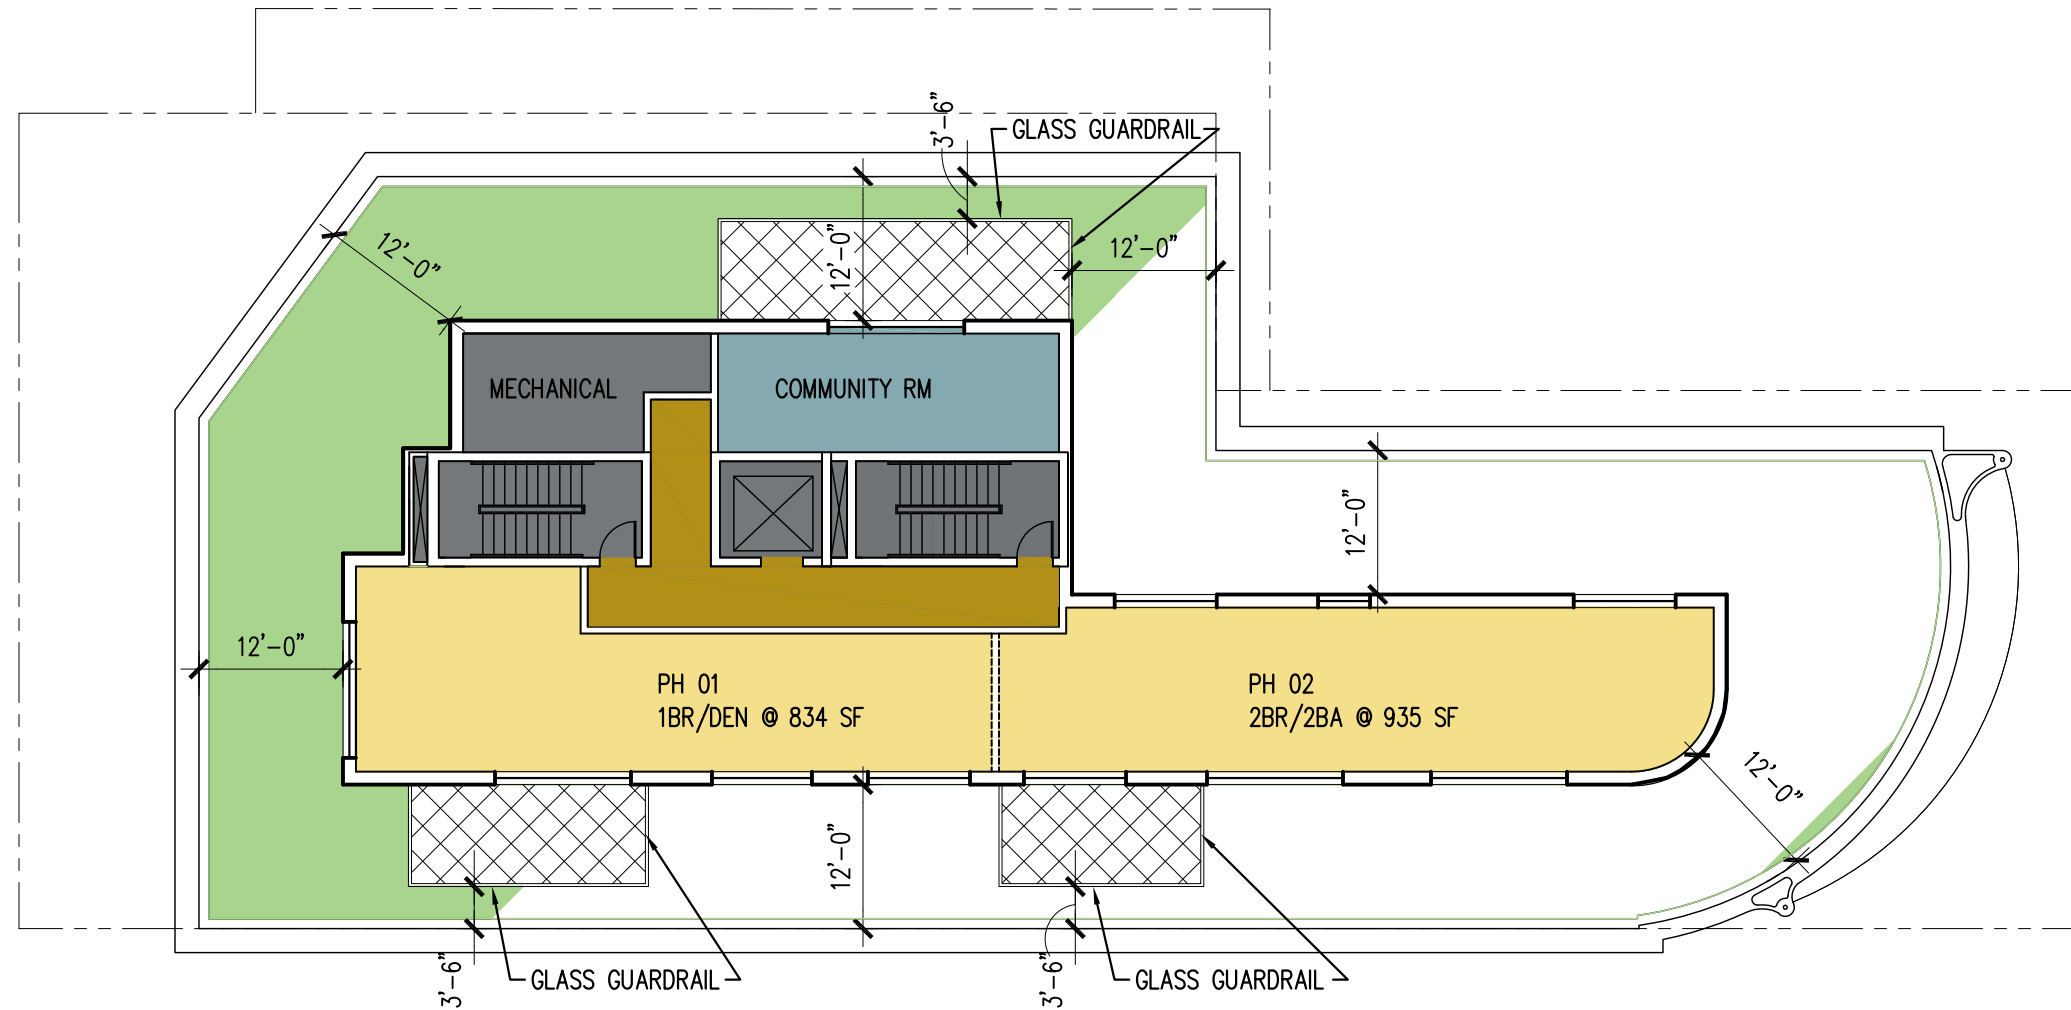 3'-6"
GLASS GUARDRAIL
12'-0"
12'-0"
12'-0"
MECHANICAL
COMMUNITY RM
12'-0"
12'-0"
PH 01
1BR/DEN @ 834 SF
PH 02
2BR/2BA @ 935 SF
12'-0"
12'-0"
3'-6"
GLASS GUARDRAIL
3'-6"
GLASS GUARDRAIL